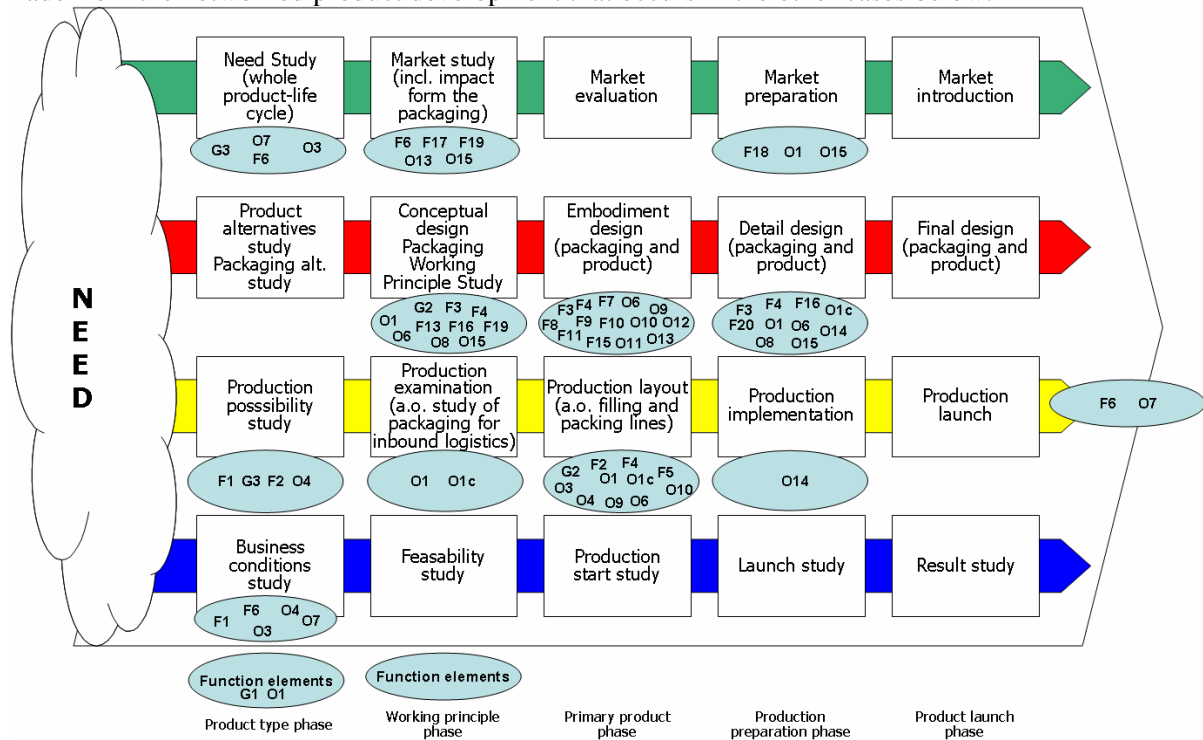 Need Study
(whole
product-life
cycle)
Market study
(incl. impact
form the
packaging)
Market
evaluation
Market
preparation
Market
introduction
G3 O7 O3
F6
F6 F17 F19
O13 O15
F18 O1 O15
Product
alternatives
study
Packaging alt.
study
Conceptual
design
Packaging
Working
Principle Study
Embodiment
design
(packaging and
product)
Detail design
(packaging and
product)
Final design
(packaging and
product)
G2 F3 F4
O1 F13 F16 F19
O6 O8 O15
F3 F4 F7 O6 O9
F8 F9 F10 O10 O12
F11 F15 O11 O13
F3 F4 F16 O1c
F20 O1 O6 O14
O8 O15
N
E
E
D
Production
posssibility
study
Production
examination
(a.o. study of
packaging for
inbound logistics)
Production layout
(a.o. filling and
packing lines)
Production
implementation
Production
launch
F6 O7
F1 G3 F2 O4
O1 O1c
G2 F2 F4 F5
O3 O1 O1c O10
O4 O9 O6
O14
Business
conditions
study
Feasability
study
Production
start study
Launch study
Result study
F1 F6 O4 O7
O3
Function elements
G1 O1
Function elements
Product type phase
Working principle
phase
Primary product
phase
Production
preparation phase
Product launch
phase